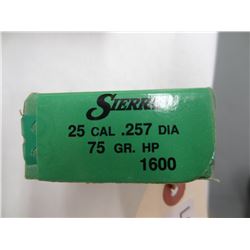 SIERRA
25 CAL .257 DIA
75 GR. HP
1600